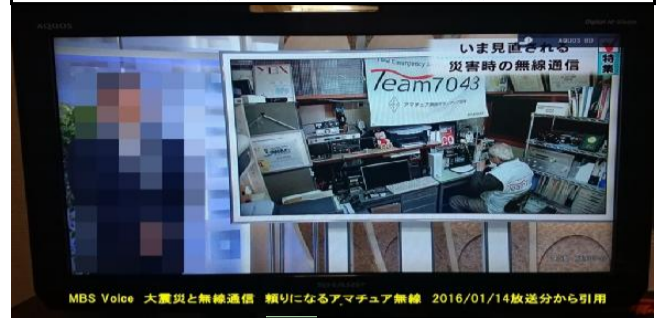 AQUOS
AQUOS BD
いま見直される
災害時の無線通信
特集
Team7043
MBS Voice 大震災と無線通信 頼りになるアマチュア無線 2016/01/14放送分から引用